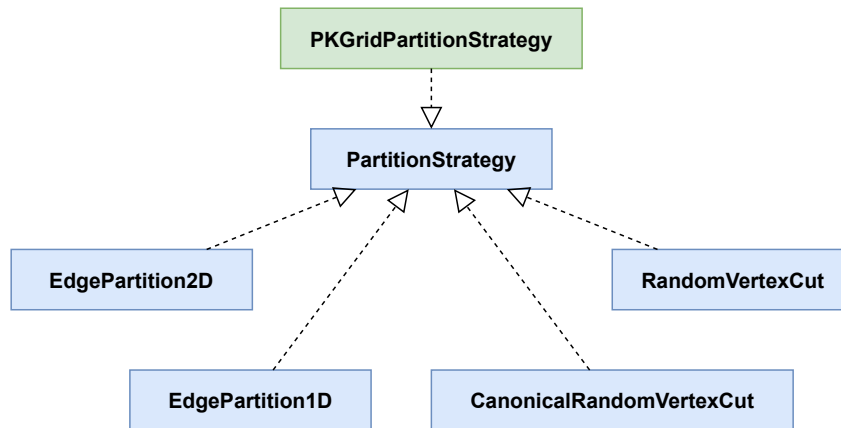 PKGridPartitionStrategy
PartitionStrategy
EdgePartition2D
RandomVertexCut
EdgePartition1D
CanonicalRandomVertexCut